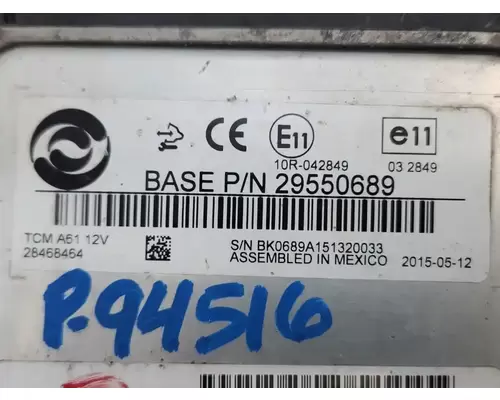 CE
E11
e11
10R-042849
03 2849
BASE P/N 29550689
TCM A61 12V
28468464
S/N BK0689A151320033
ASSEMBLED IN MEXICO
2015-05-12
P-94516